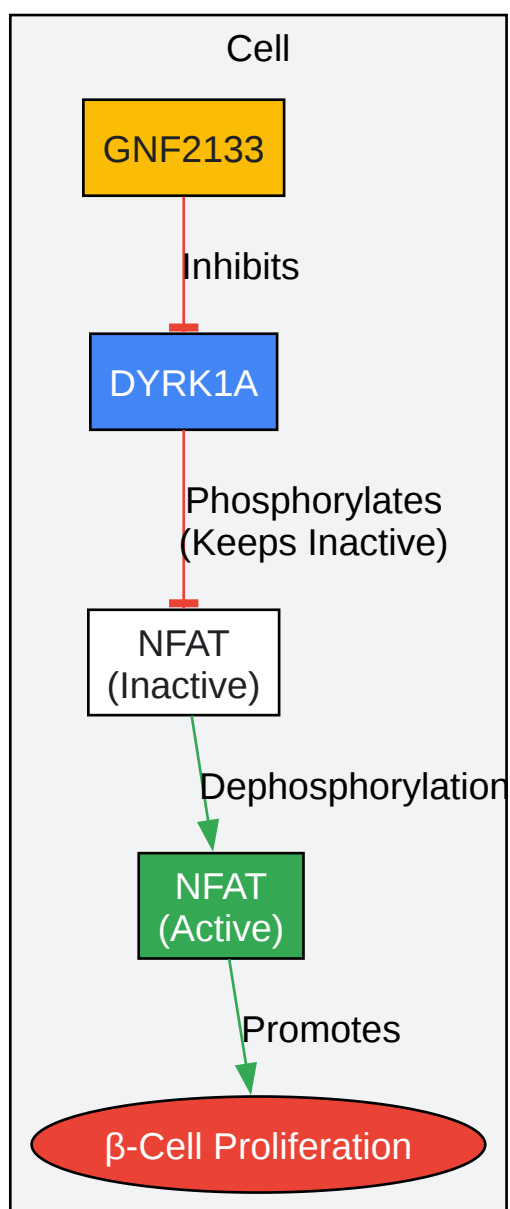 Cell
GNF2133
Inhibits
DYRK1A
Phosphorylates
(Keeps Inactive)
NFAT
(Inactive)
Dephosphorylation
NFAT
(Active)
Promotes
β-Cell Proliferation